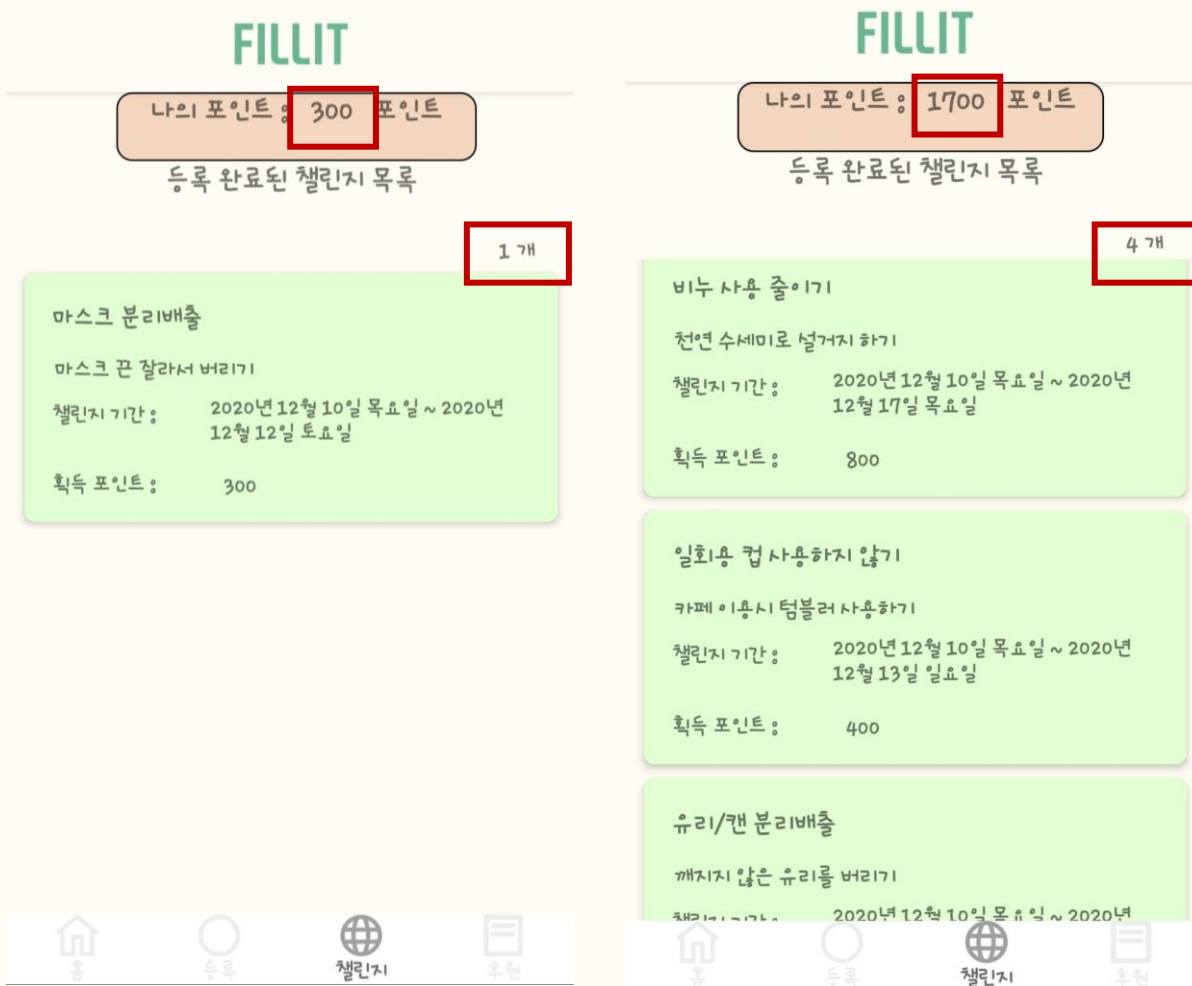 FILLIT
나의 포인트 : 300 포인트
등록 완료된 챌린지 목록
1 개
마스크 분리배출
마스크 끈 잘라서 버리기
챌린지 기간 : 2020년 12월 10일 목요일 ~ 2020년
12월 12일 토요일
획득 포인트 : 300
홈 등록 챌린지 후원
FILLIT
나의 포인트 : 1700 포인트
등록 완료된 챌린지 목록
4 개
비누 사용 줄이기
천연 수세미로 설거지 하기
챌린지 기간 : 2020년 12월 10일 목요일 ~ 2020년
12월 17일 목요일
획득 포인트 : 800
일회용 컵 사용하지 않기
카페 이용시 텀블러 사용하기
챌린지 기간 : 2020년 12월 10일 목요일 ~ 2020년
12월 13일 일요일
획득 포인트 : 400
유리/캔 분리배출
깨지지 않은 유리를 버리기
챌린지 기간 : 2020년 12월 10일 목요일 ~ 2020년
홈 등록 챌린지 후원